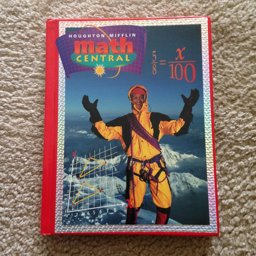 HOUGHTON MIFFLIN
math
CENTRAL
5/8 = x/100